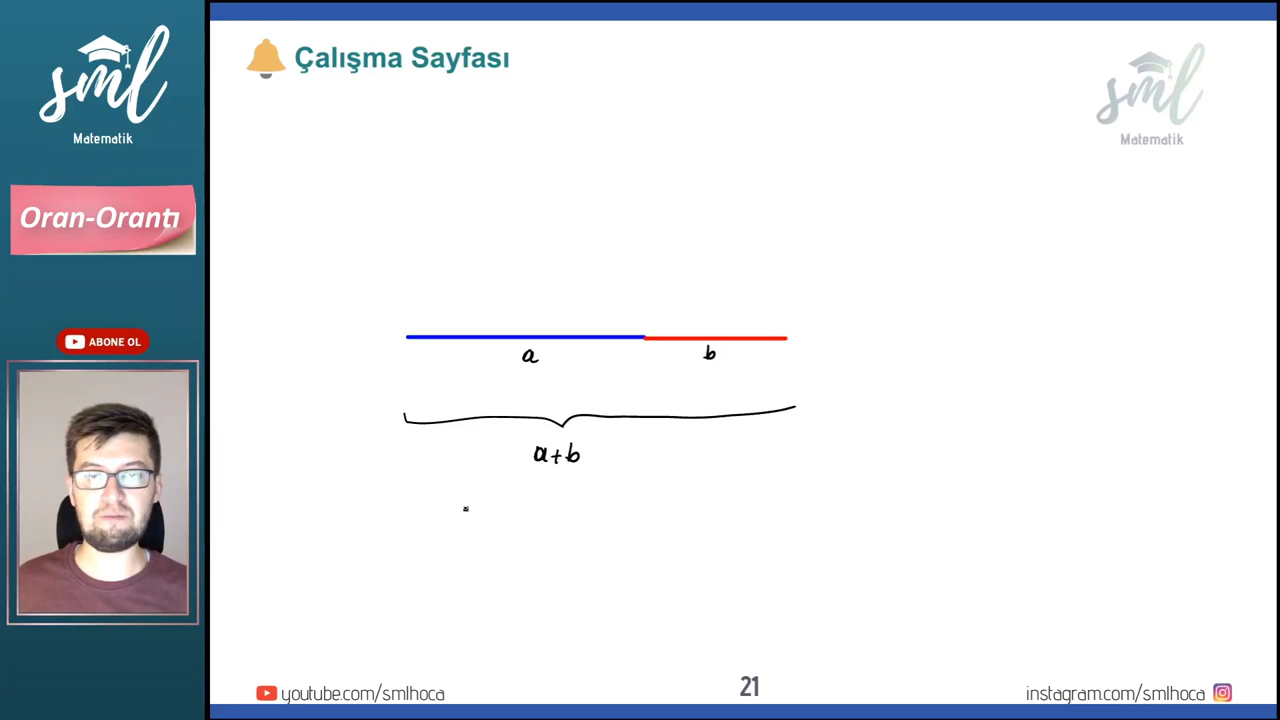 sml
Matematik
Oran-Orantı
ABONE OL
Çalışma Sayfası
sml
Matematik
a
b
a+b
youtube.com/smlhoca
21
instagram.com/smlhoca